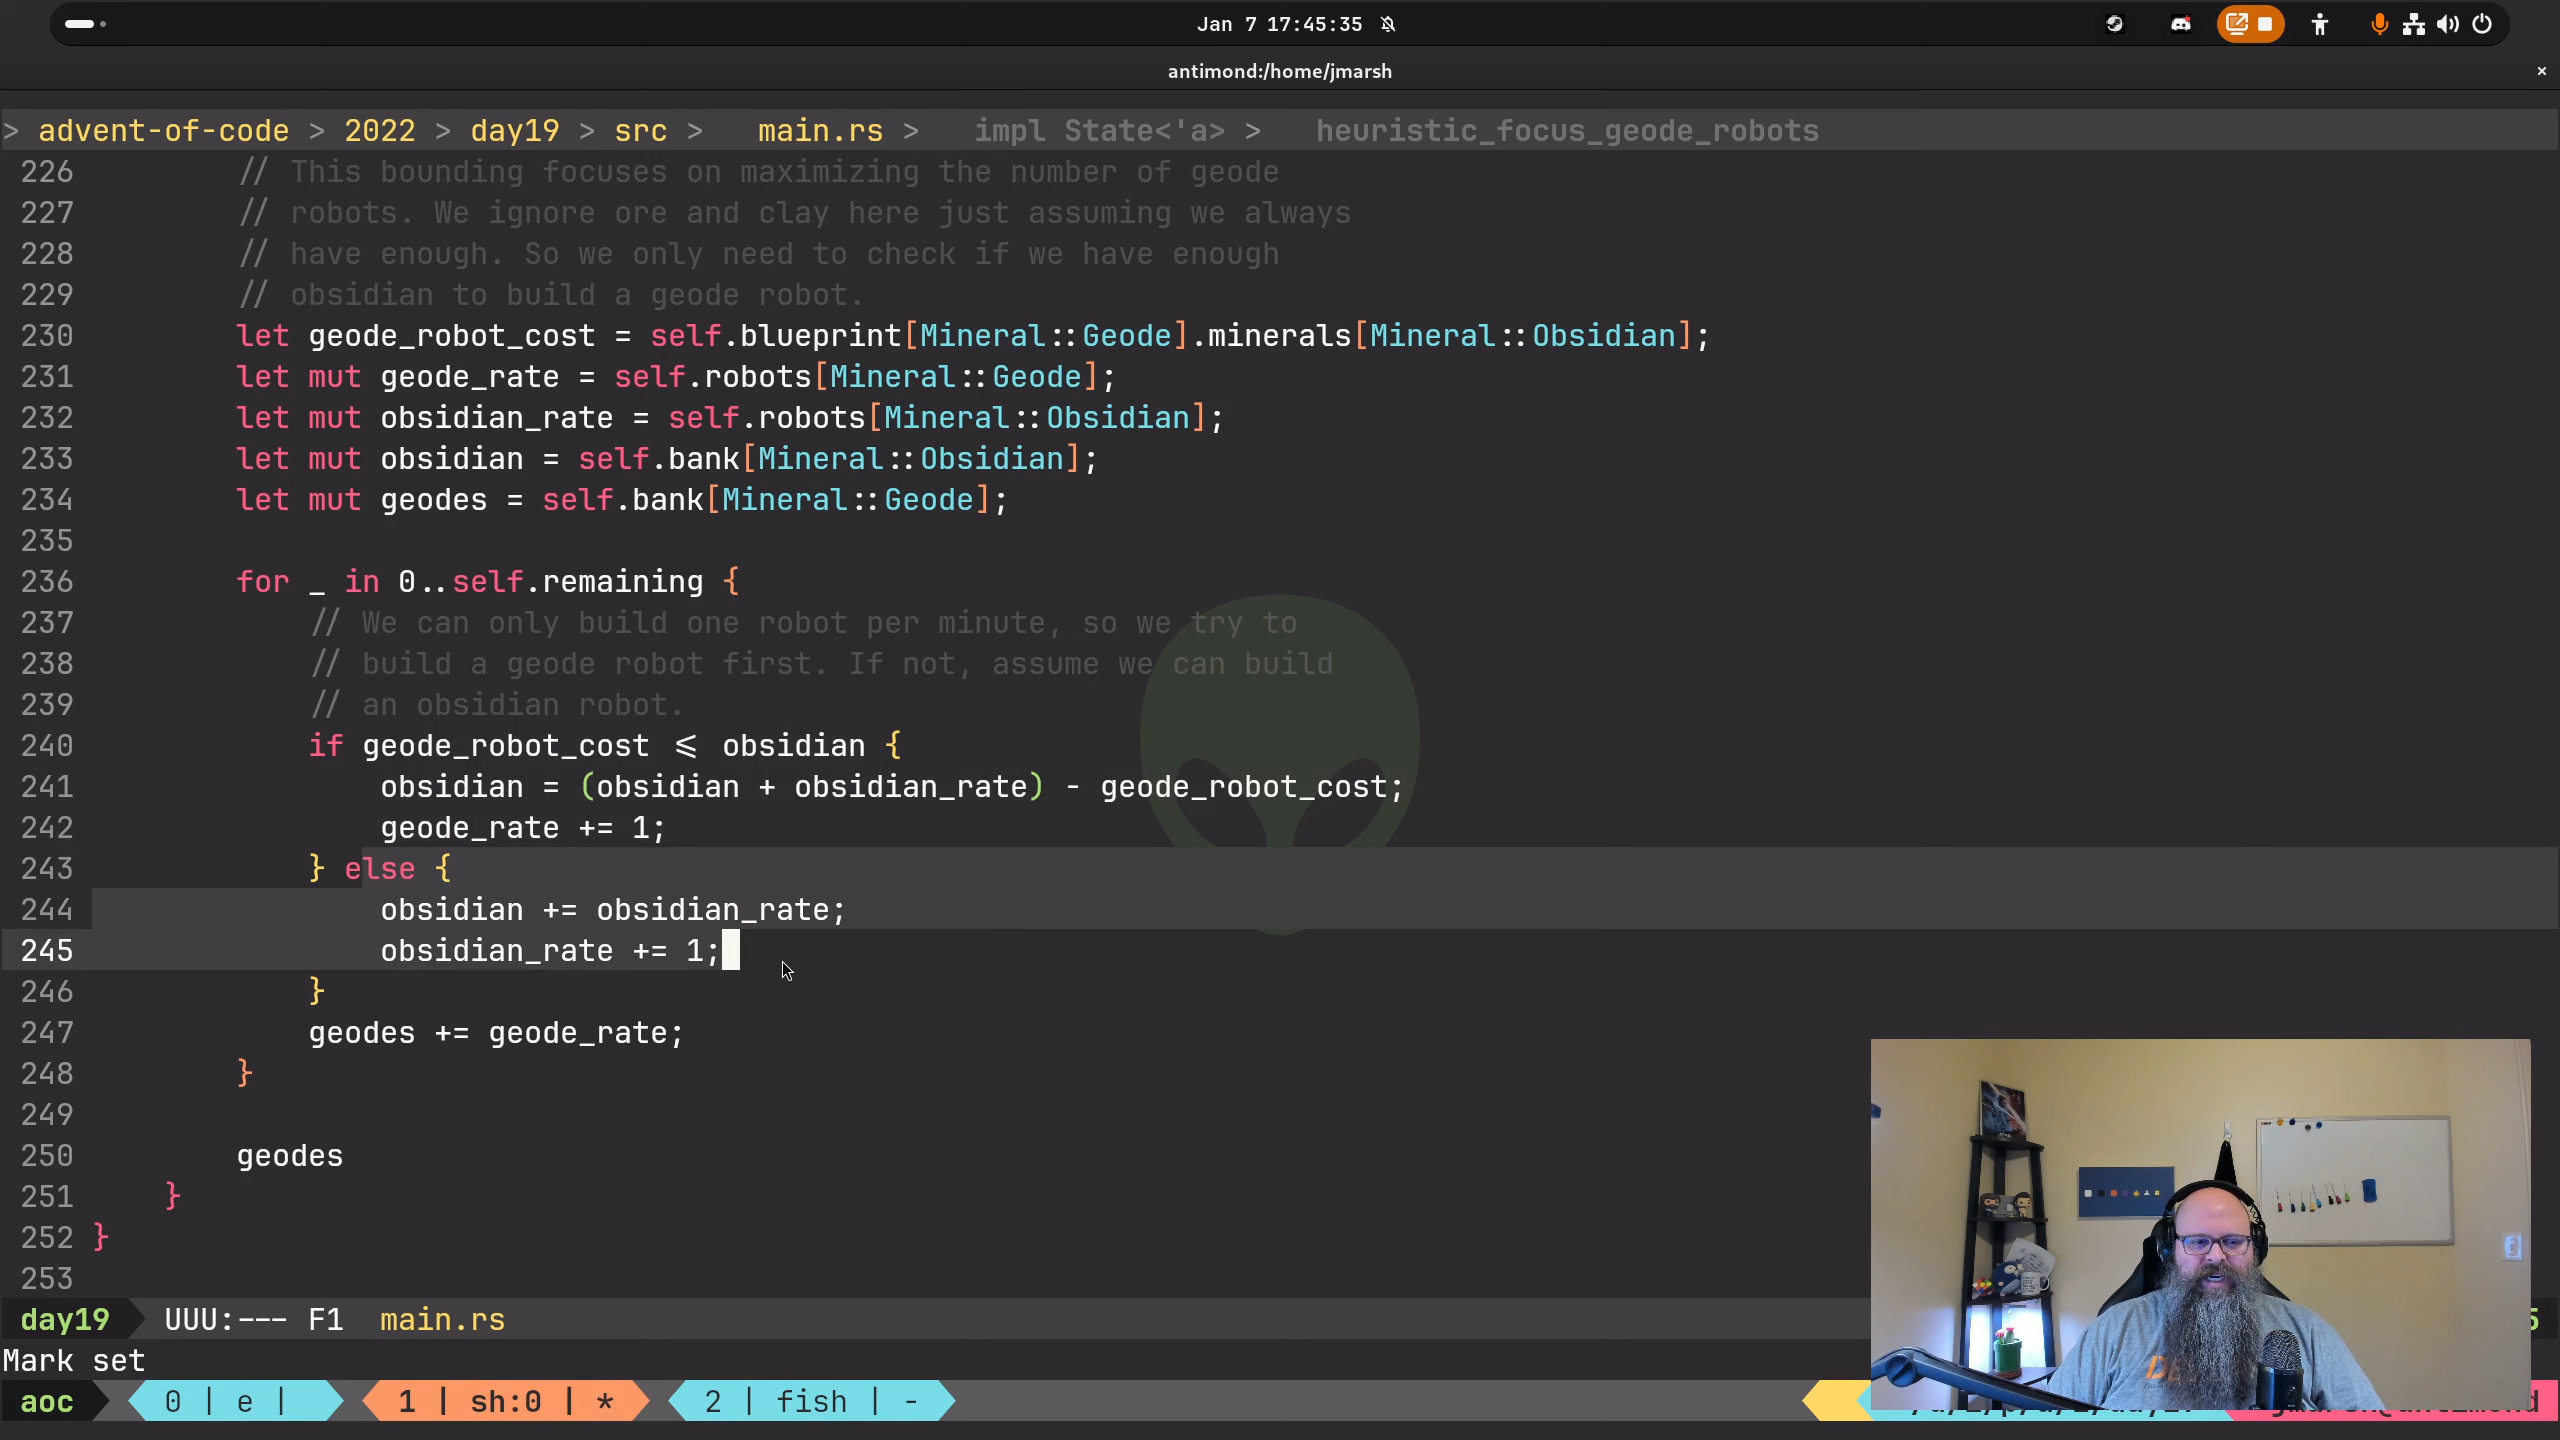 Jan 7 17:45:35
antimond:/home/jmarsh
> advent-of-code > 2022 > day19 > src > main.rs > impl State<'a> > heuristic_focus_geode_robots
226 // This bounding focuses on maximizing the number of geode
227 // robots. We ignore ore and clay here just assuming we always
228 // have enough. So we only need to check if we have enough
229 // obsidian to build a geode robot.
230 let geode_robot_cost = self.blueprint[Mineral::Geode].minerals[Mineral::Obsidian];
231 let mut geode_rate = self.robots[Mineral::Geode];
232 let mut obsidian_rate = self.robots[Mineral::Obsidian];
233 let mut obsidian = self.bank[Mineral::Obsidian];
234 let mut geodes = self.bank[Mineral::Geode];
235
236 for _ in 0..self.remaining {
237 // We can only build one robot per minute, so we try to
238 // build a geode robot first. If not, assume we can build
239 // an obsidian robot.
240 if geode_robot_cost <= obsidian {
241 obsidian = (obsidian + obsidian_rate) - geode_robot_cost;
242 geode_rate += 1;
243 } else {
244 obsidian += obsidian_rate;
245 obsidian_rate += 1;
246 }
247 geodes += geode_rate;
248 }
249
250 geodes
251 }
252 }
253
day19 UUU:--- F1 main.rs
Mark set
aoc 0 | e | 1 | sh:0 | * 2 | fish | -